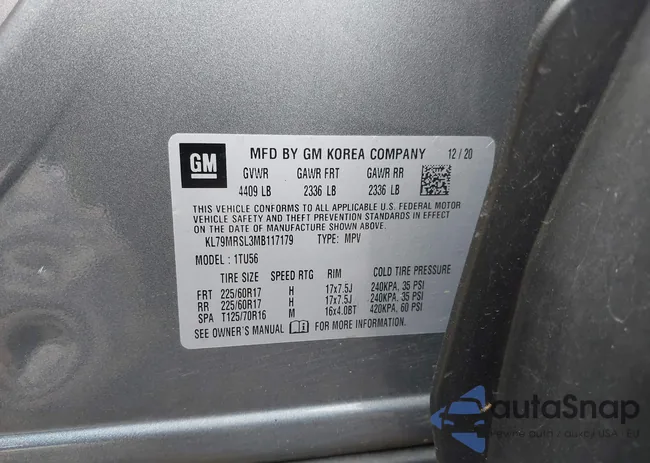 GM
MFD BY GM KOREA COMPANY 12/20
GVWR GAWR FRT GAWR RR
4409 LB 2336 LB 2336 LB
THIS VEHICLE CONFORMS TO ALL APPLICABLE U.S. FEDERAL MOTOR
VEHICLE SAFETY AND THEFT PREVENTION STANDARDS IN EFFECT
ON THE DATE OF MANUFACTURE SHOWN ABOVE.
KL79MRSL3MB117179 TYPE: MPV
MODEL : 1TU56
TIRE SIZE SPEED RTG RIM COLD TIRE PRESSURE
FRT 225/60R17 H 17x7.5J 240KPA, 35 PSI
RR 225/60R17 H 17x7.5J 240KPA, 35 PSI
SPA T125/70R16 M 16x4.0BT 420KPA, 60 PSI
SEE OWNER'S MANUAL FOR MORE INFORMATION.
autaSnap